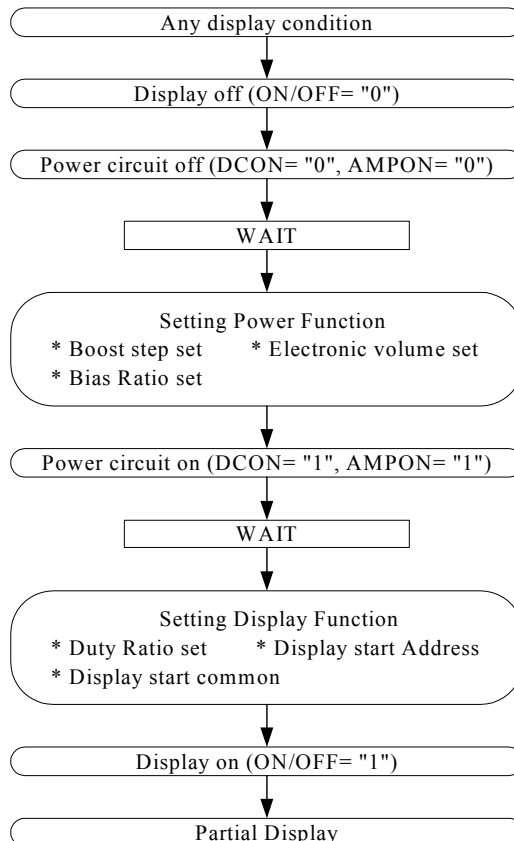 Any display condition
Display off (ON/OFF= "0")
Power circuit off (DCON= "0", AMPON= "0")
WAIT
Setting Power Function
* Boost step set * Electronic volume set
* Bias Ratio set
Power circuit on (DCON= "1", AMPON= "1")
WAIT
Setting Display Function
* Duty Ratio set * Display start Address
* Display start common
Display on (ON/OFF= "1")
Partial Display